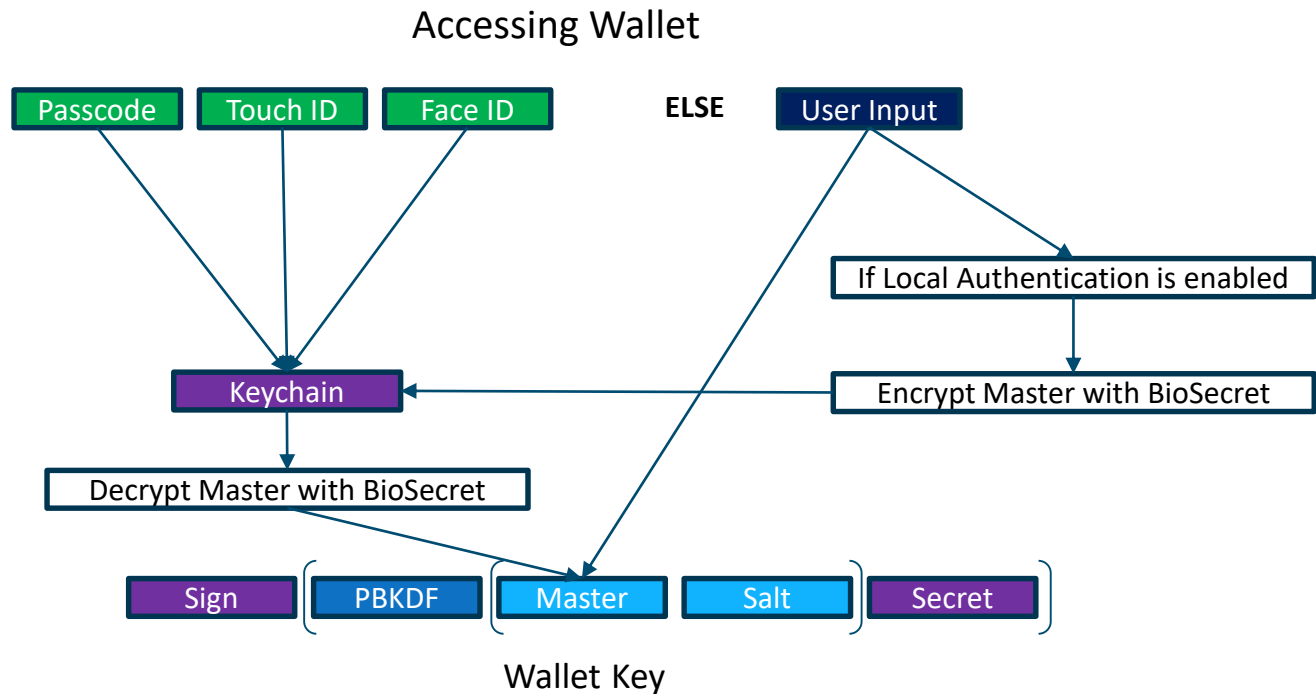 Accessing Wallet
Passcode
Touch ID
Face ID
ELSE
User Input
If Local Authentication is enabled
Keychain
Encrypt Master with BioSecret
Decrypt Master with BioSecret
Sign
PBKDF
Master
Salt
Secret
Wallet Key